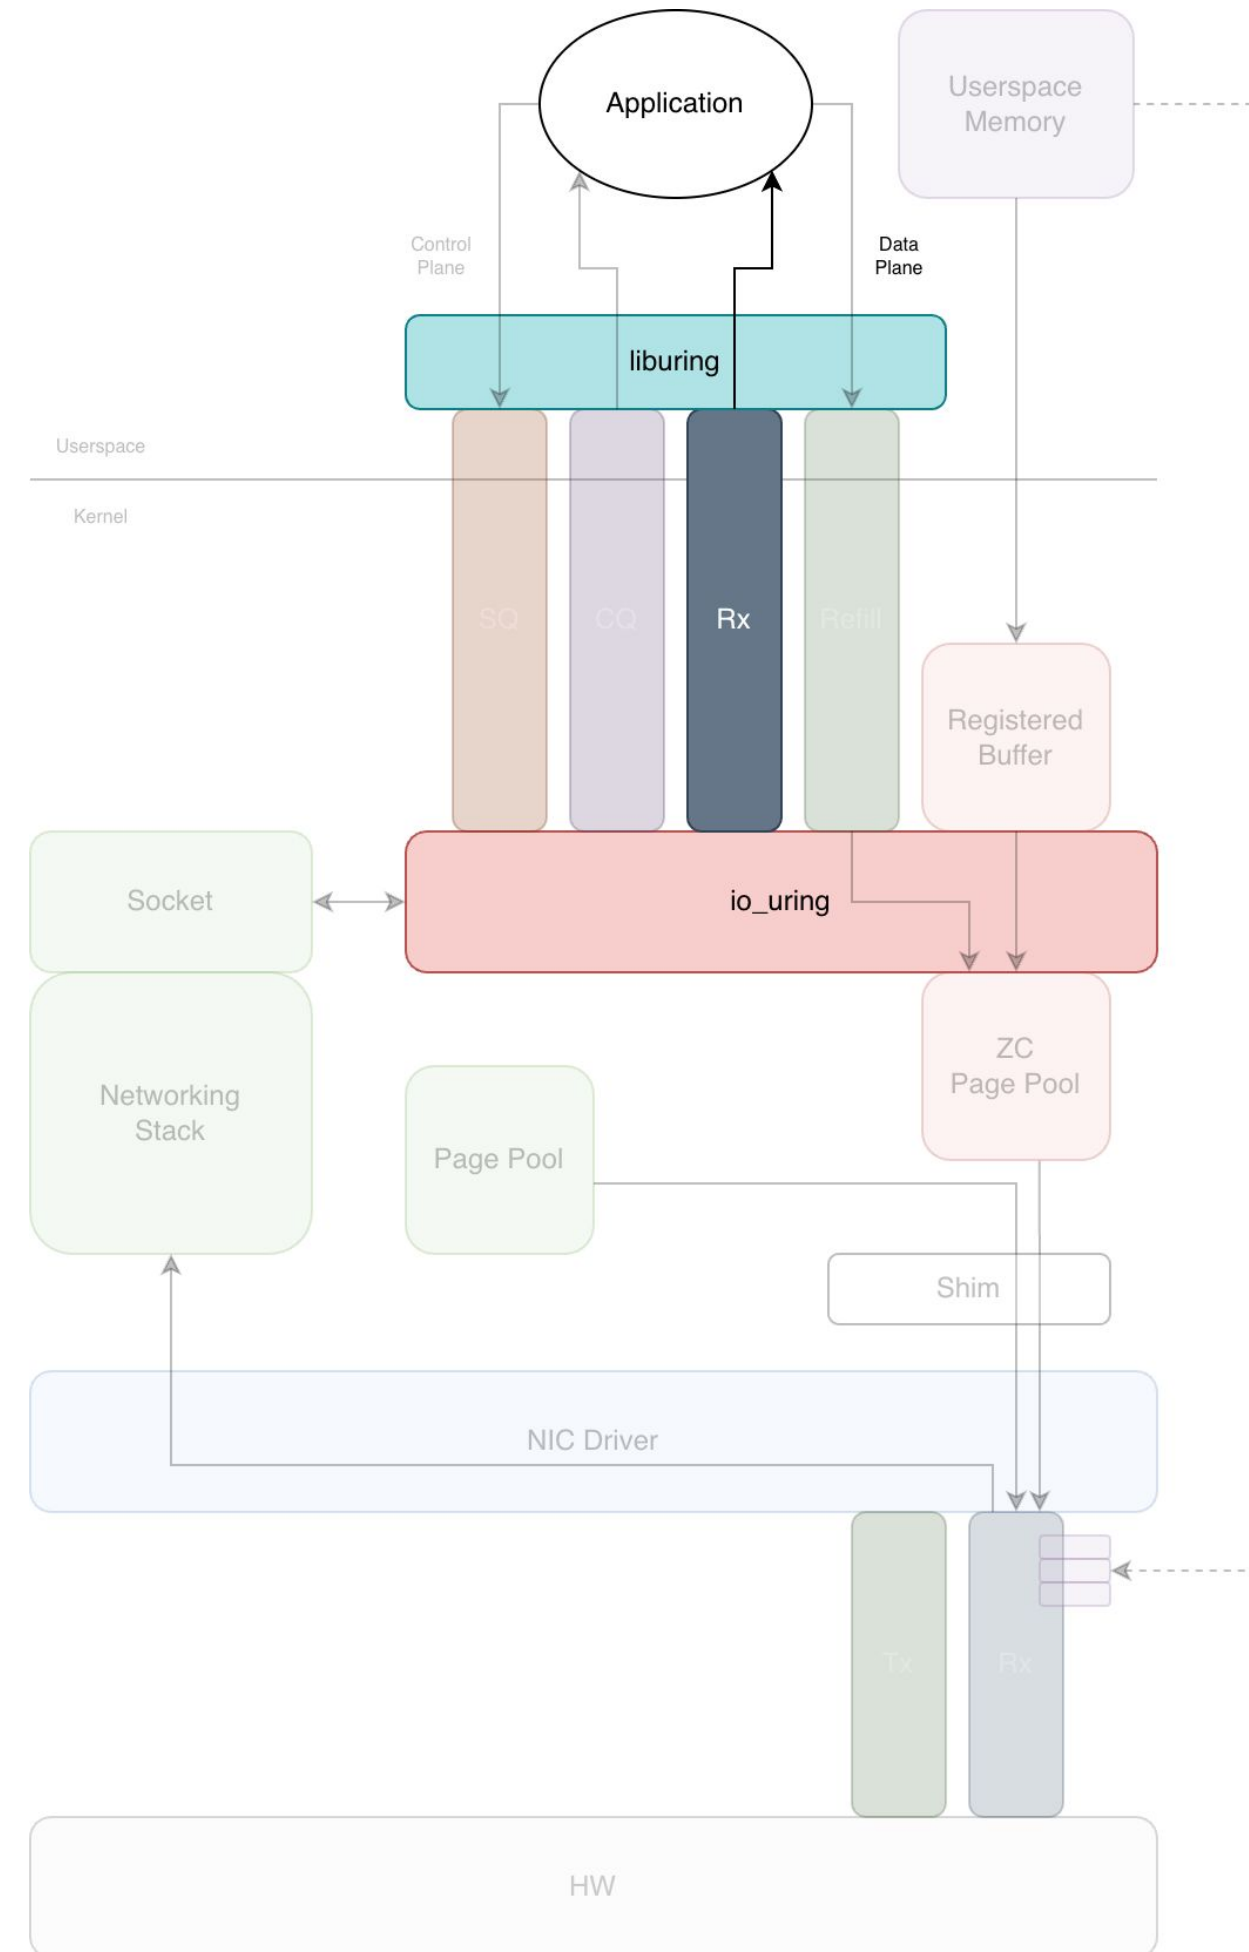 Application
Userspace
Memory
Control
Plane
Data
Plane
liburing
Userspace
Kernel
SQ
CQ
Rx
Refill
Registered
Buffer
Socket
io_uring
Networking
Stack
ZC
Page Pool
Page Pool
Shim
NIC Driver
Tx
Rx
HW